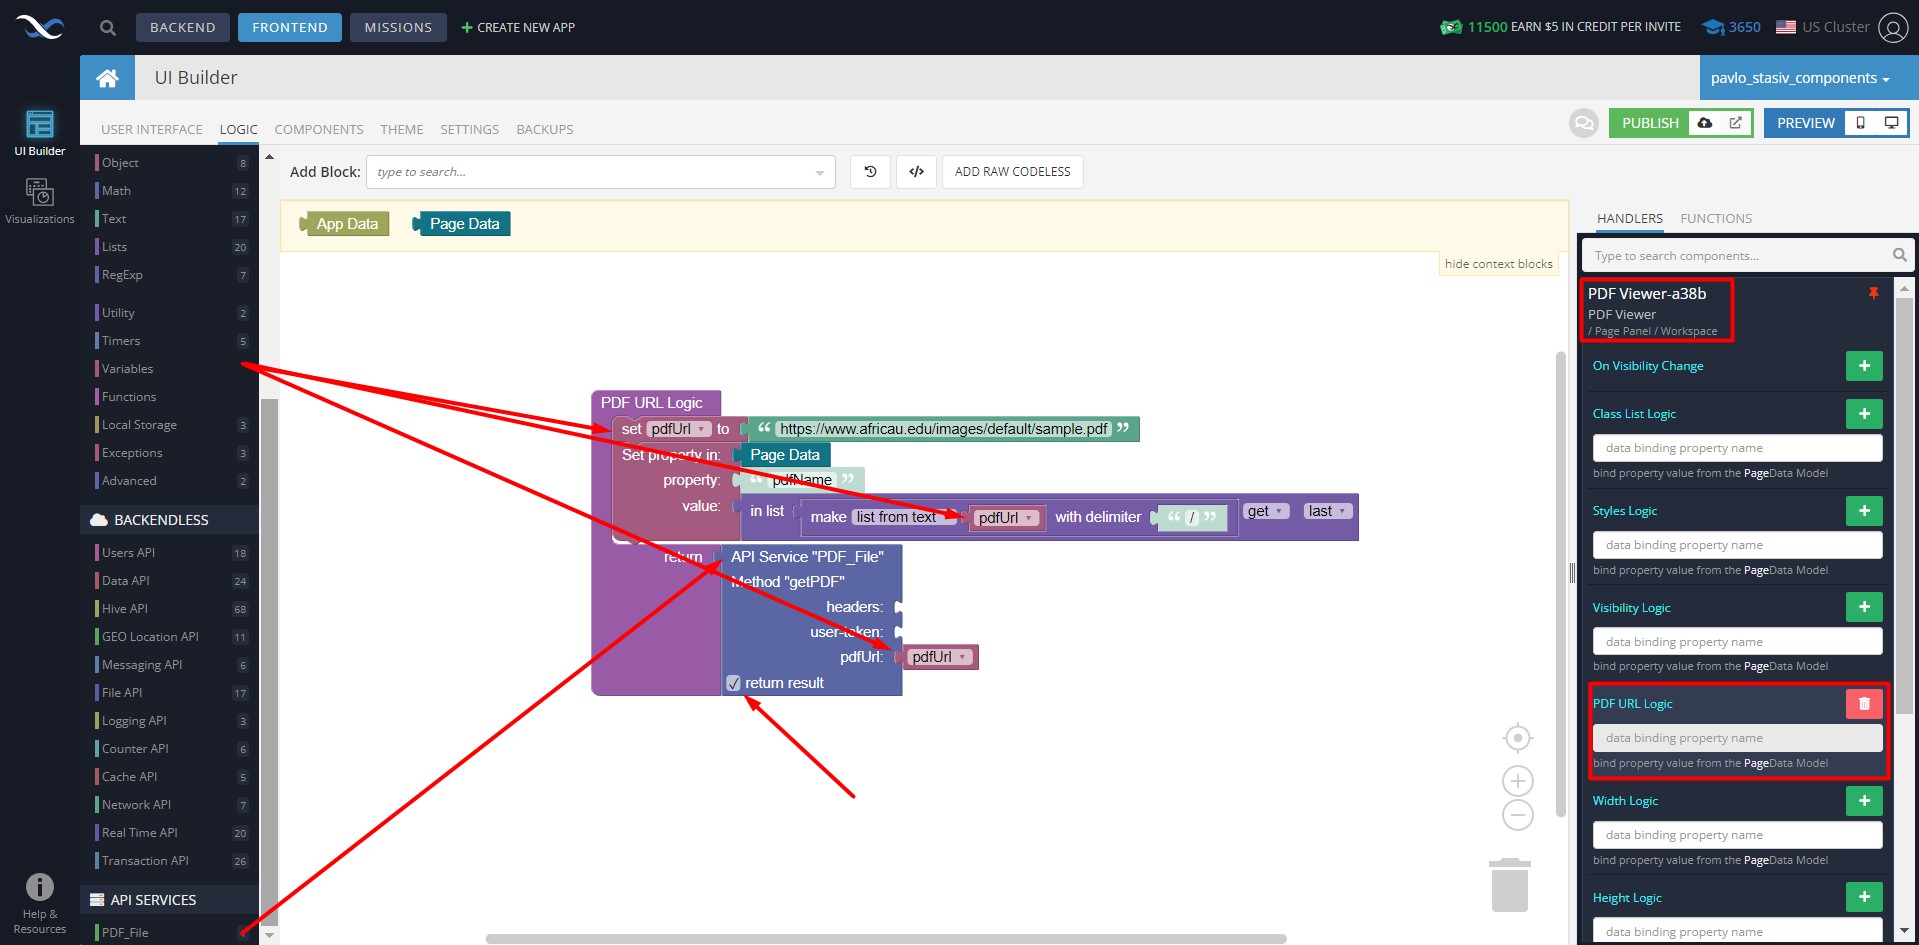 BACKEND
FRONTEND
MISSIONS
+ CREATE NEW APP
11500 EARN $5 IN CREDIT PER INVITE
3650
US Cluster
UI Builder
pavlo_stasiv_components
UI Builder
Visualizations
Help &
Resources
USER INTERFACE
LOGIC
COMPONENTS
THEME
SETTINGS
BACKUPS
PUBLISH
PREVIEW
Object 8
Math 12
Text 17
Lists 20
RegExp 7
Utility 2
Timers 5
Variables
Functions
Local Storage 3
Exceptions 3
Advanced 2
BACKENDLESS
Users API 18
Data API 24
Hive API 68
GEO Location API 11
Messaging API 6
File API 17
Logging API 3
Counter API 6
Cache API 5
Network API 7
Real Time API 20
Transaction API 26
API SERVICES
PDF_File
Add Block:
type to search...
</>
ADD RAW CODELESS
App Data
Page Data
hide context blocks
PDF URL Logic
set pdfUrl to “ https://www.africau.edu/images/default/sample.pdf ”
Set property in: Page Data
property: “ pdfName ”
value: in list make list from text pdfUrl with delimiter “ / ” get last
return API Service "PDF_File"
Method "getPDF"
headers:
user-token:
pdfUrl: pdfUrl
return result
HANDLERS
FUNCTIONS
Type to search components...
PDF Viewer-a38b
PDF Viewer
/ Page Panel / Workspace
On Visibility Change
Class List Logic
data binding property name
bind property value from the PageData Model
Styles Logic
data binding property name
bind property value from the PageData Model
Visibility Logic
data binding property name
bind property value from the PageData Model
PDF URL Logic
data binding property name
bind property value from the PageData Model
Width Logic
data binding property name
bind property value from the PageData Model
Height Logic
data binding property name